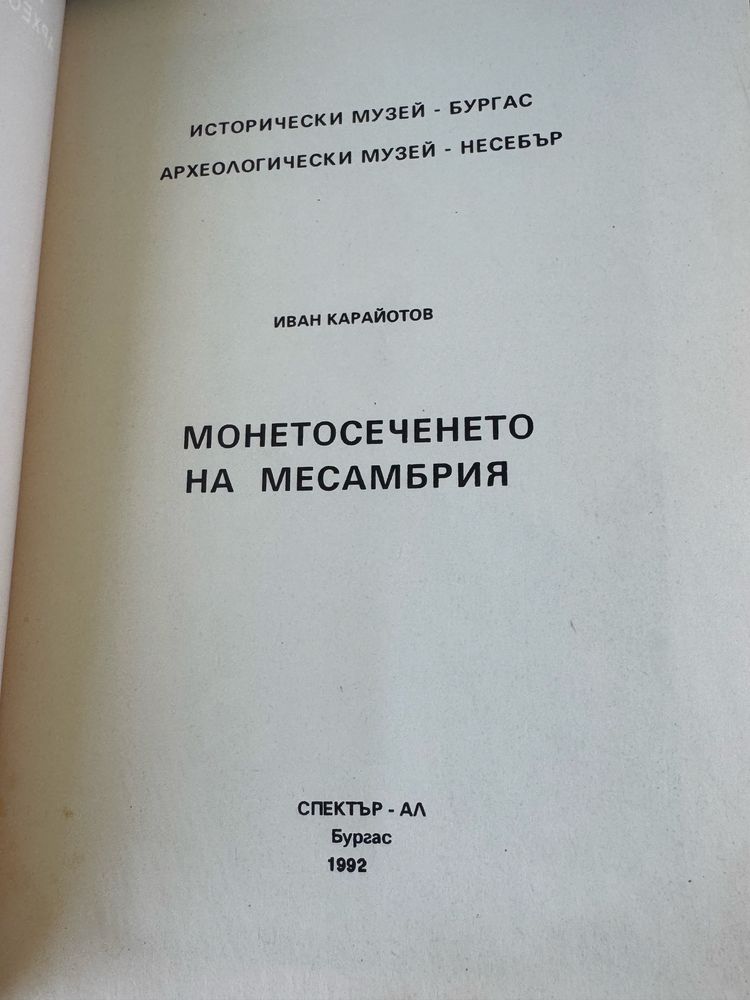 ИСТОРИЧЕСКИ МУЗЕЙ - БУРГАС
АРХЕОЛОГИЧЕСКИ МУЗЕЙ - НЕСЕБЪР
ИВАН КАРАЙОТОВ
МОНЕТОСЕЧЕНЕТО
НА МЕСАМБРИЯ
СПЕКТЪР - АЛ
Бургас
1992